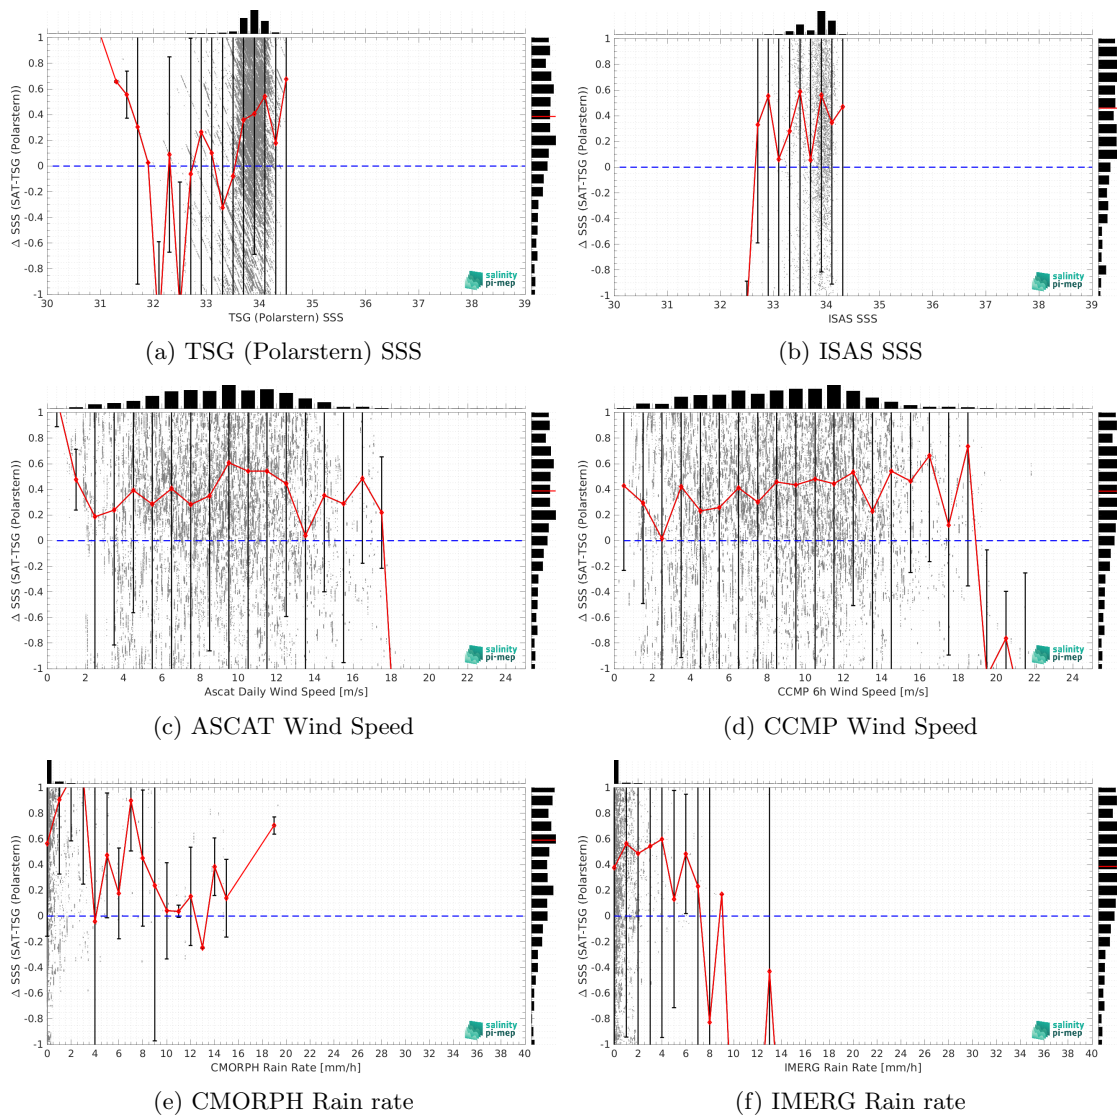 Δ SSS (SAT-TSG (Polarstern))
1
0.8
0.6
0.4
0.2
0
-0.2
-0.4
-0.6
-0.8
-1
30 31 32 33 34 35 36 37 38 39
TSG (Polarstern) SSS
salinity
pi-mep
(a) TSG (Polarstern) SSS
Δ SSS (SAT-TSG (Polarstern))
1
0.8
0.6
0.4
0.2
0
-0.2
-0.4
-0.6
-0.8
-1
30 31 32 33 34 35 36 37 38 39
ISAS SSS
salinity
pi-mep
(b) ISAS SSS
Δ SSS (SAT-TSG (Polarstern))
1
0.8
0.6
0.4
0.2
0
-0.2
-0.4
-0.6
-0.8
-1
0 2 4 6 8 10 12 14 16 18 20 22 24
Ascat Daily Wind Speed [m/s]
salinity
pi-mep
(c) ASCAT Wind Speed
Δ SSS (SAT-TSG (Polarstern))
1
0.8
0.6
0.4
0.2
0
-0.2
-0.4
-0.6
-0.8
-1
0 2 4 6 8 10 12 14 16 18 20 22 24
CCMP 6h Wind Speed [m/s]
salinity
pi-mep
(d) CCMP Wind Speed
Δ SSS (SAT-TSG (Polarstern))
1
0.8
0.6
0.4
0.2
0
-0.2
-0.4
-0.6
-0.8
-1
0 2 4 6 8 10 12 14 16 18 20 22 24 26 28 30 32 34 36 38 40
CMORPH Rain Rate [mm/h]
salinity
pi-mep
(e) CMORPH Rain rate
Δ SSS (SAT-TSG (Polarstern))
1
0.8
0.6
0.4
0.2
0
-0.2
-0.4
-0.6
-0.8
-1
0 2 4 6 8 10 12 14 16 18 20 22 24 26 28 30 32 34 36 38 40
IMERG Rain Rate [mm/h]
salinity
pi-mep
(f) IMERG Rain rate